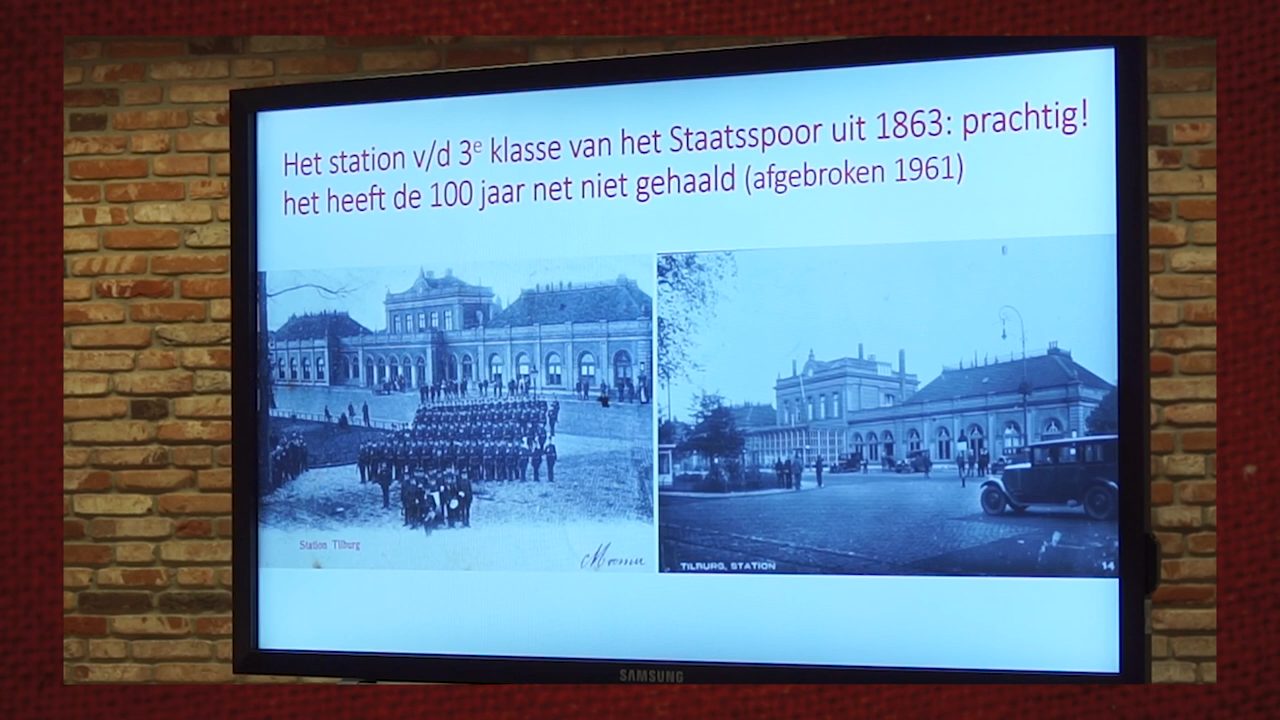 Het station v/d 3e klasse van het Staatsspoor uit 1863: prachtig!
het heeft de 100 jaar net niet gehaald (afgebroken 1961)
Station Tilburg
TILBURG, STATION
14
SAMSUNG